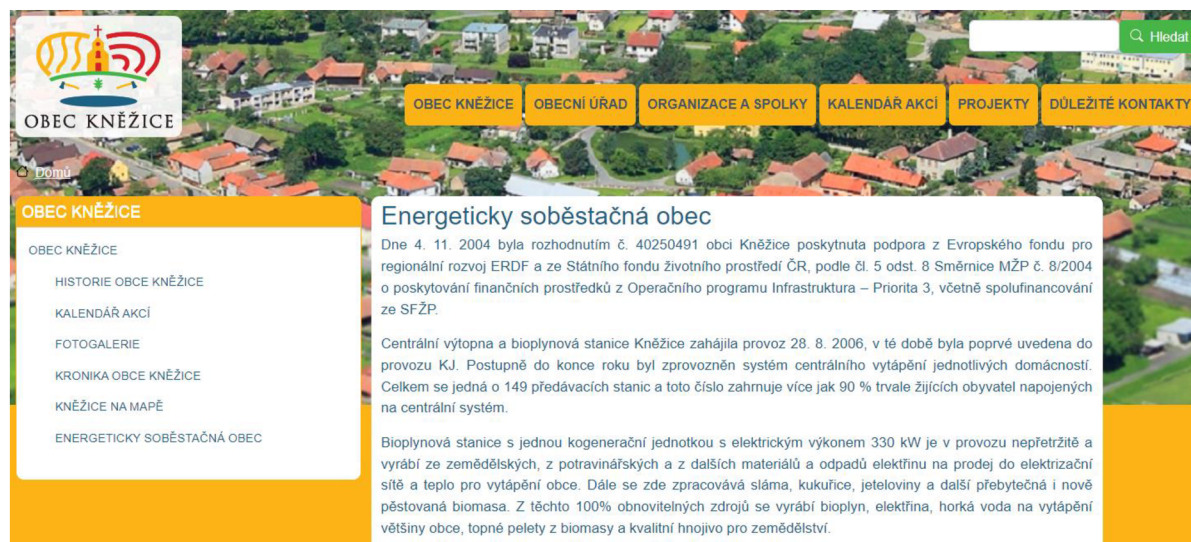 Hledat
OBEC KNĚŽICE
OBEC KNĚŽICE
OBECNÍ ÚŘAD
ORGANIZACE A SPOLKY
KALENDÁŘ AKCÍ
PROJEKTY
DŮLEŽITÉ KONTAKTY
Domů
OBEC KNĚŽICE
OBEC KNĚŽICE
HISTORIE OBCE KNĚŽICE
KALENDÁŘ AKCÍ
FOTOGALERIE
KRONIKA OBCE KNĚŽICE
KNĚŽICE NA MAPĚ
ENERGETICKY SOBĚSTAČNÁ OBEC
Energeticky soběstačná obec
Dne 4. 11. 2004 byla rozhodnutím č. 40250491 obci Kněžice poskytnuta podpora z Evropského fondu pro
regionální rozvoj ERDF a ze Státního fondu životního prostředí ČR, podle čl. 5 odst. 8 Směrnice MŽP č. 8/2004
o poskytování finančních prostředků z Operačního programu Infrastruktura – Priorita 3, včetně spolufinancování
ze SFŽP.
Centrální výtopna a bioplynová stanice Kněžice zahájila provoz 28. 8. 2006, v té době byla poprvé uvedena do
provozu KJ. Postupně do konce roku byl zprovozněn systém centrálního vytápění jednotlivých domácností.
Celkem se jedná o 149 předávacích stanic a toto číslo zahrnuje více jak 90 % trvale žijících obyvatel napojených
na centrální systém.
Bioplynová stanice s jednou kogenerační jednotkou s elektrickým výkonem 330 kW je v provozu nepřetržitě a
vyrábí ze zemědělských, z potravinářských a z dalších materiálů a odpadů elektřinu na prodej do elektrizační
sítě a teplo pro vytápění obce. Dále se zde zpracovává sláma, kukuřice, jeteloviny a další přebytečná i nově
pěstovaná biomasa. Z těchto 100% obnovitelných zdrojů se vyrábí bioplyn, elektřina, horká voda na vytápění
většiny obce, topné pelety z biomasy a kvalitní hnojivo pro zemědělství.